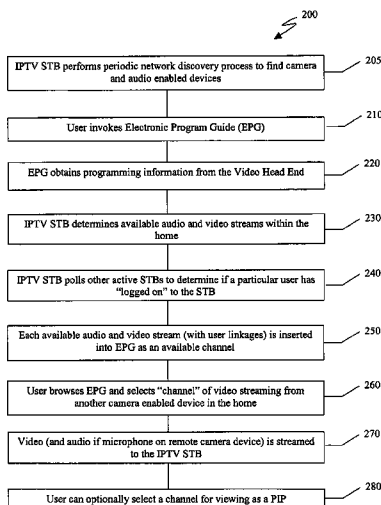 200
IPTV STB performs periodic network discovery process to find camera
and audio enabled devices
205
User invokes Electronic Program Guide (EPG)
210
EPG obtains programming information from the Video Head End
220
IPTV STB determines available audio and video streams within the
home
230
IPTV STB polls other active STBs to determine if a particular user has
"logged on" to the STB
240
Each available audio and video stream (with user linkages) is inserted
into EPG as an available channel
250
User browses EPG and selects "channel" of video streaming from
another camera enabled device in the home
260
Video (and audio if microphone on remote camera device) is streamed
to the IPTV STB
270
User can optionally select a channel for viewing as a PIP
280